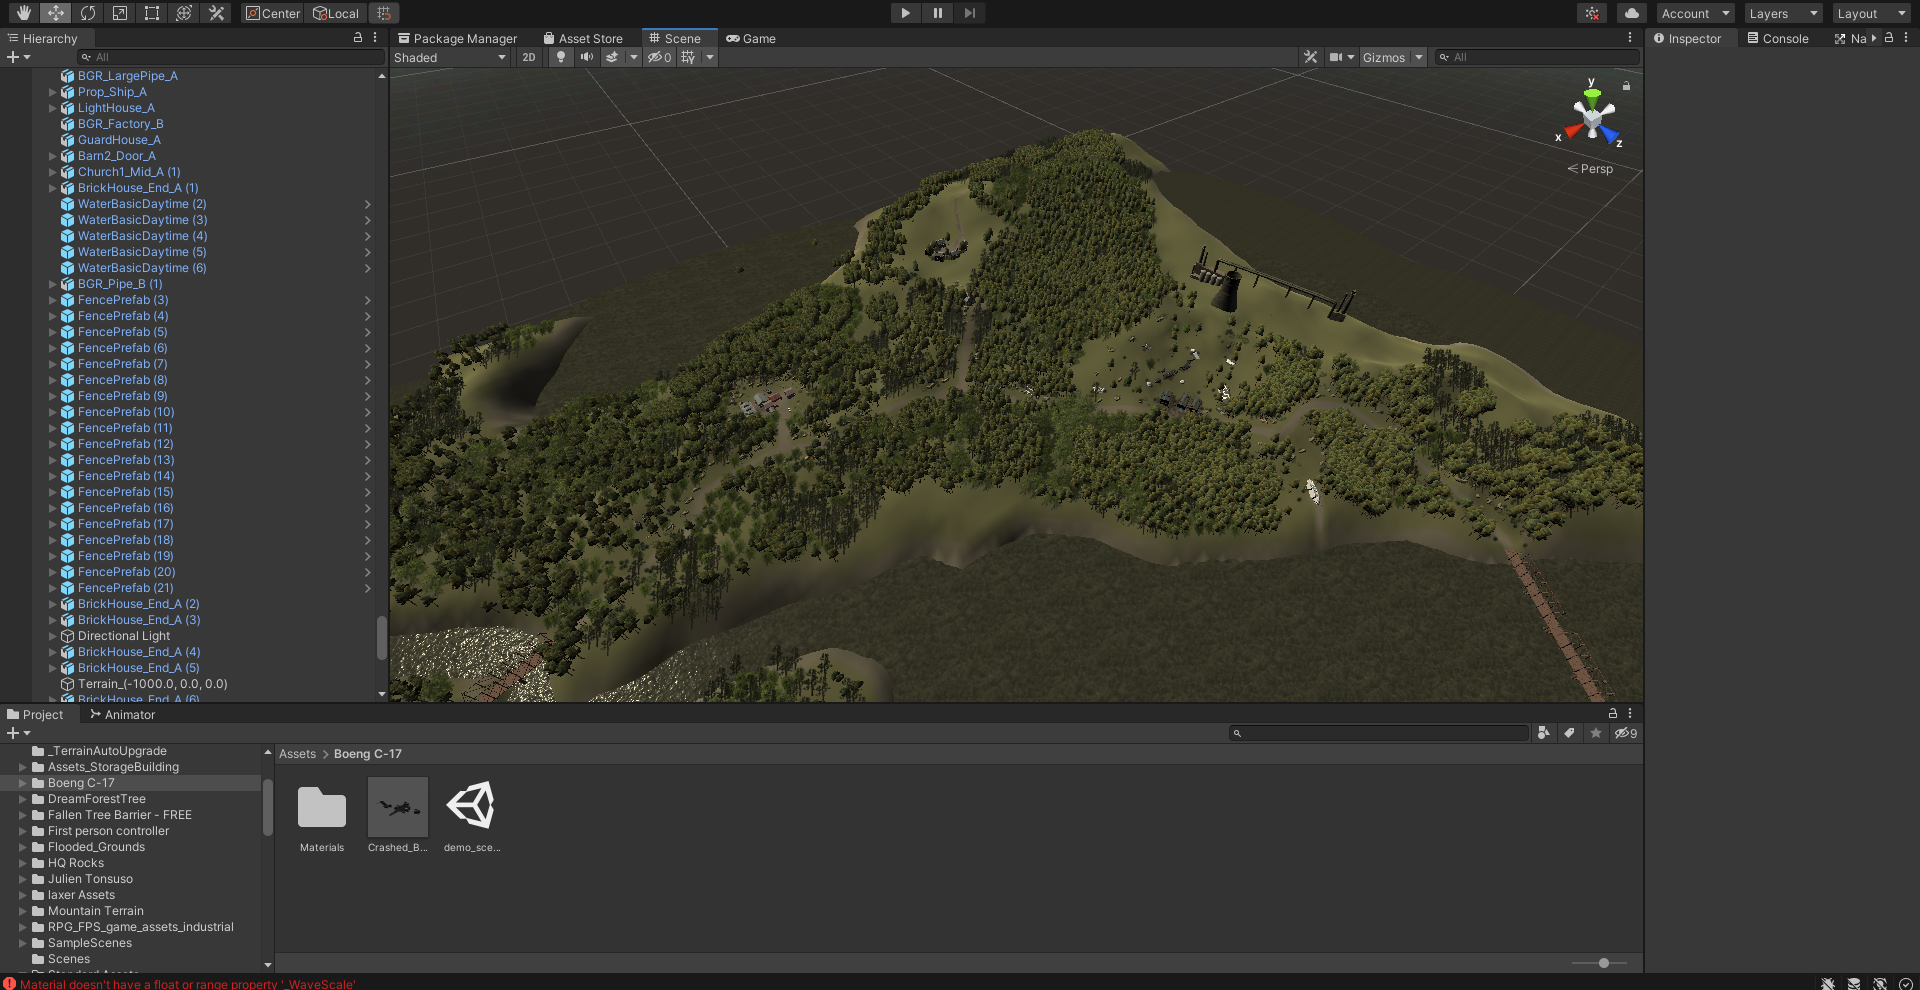 Center
Local
Account
Layers
Layout
Hierarchy
All
BGR_LargePipe_A
Prop_Ship_A
LightHouse_A
BGR_Factory_B
GuardHouse_A
Barn2_Door_A
Church1_Mid_A (1)
BrickHouse_End_A (1)
WaterBasicDaytime (2)
WaterBasicDaytime (3)
WaterBasicDaytime (4)
WaterBasicDaytime (5)
WaterBasicDaytime (6)
BGR_Pipe_B (1)
FencePrefab (3)
FencePrefab (4)
FencePrefab (5)
FencePrefab (6)
FencePrefab (7)
FencePrefab (8)
FencePrefab (9)
FencePrefab (10)
FencePrefab (11)
FencePrefab (12)
FencePrefab (13)
FencePrefab (14)
FencePrefab (15)
FencePrefab (16)
FencePrefab (17)
FencePrefab (18)
FencePrefab (19)
FencePrefab (20)
FencePrefab (21)
BrickHouse_End_A (2)
BrickHouse_End_A (3)
Directional Light
BrickHouse_End_A (4)
BrickHouse_End_A (5)
Terrain_(-1000.0, 0.0, 0.0)
BrickHouse_End_A (6)
Package Manager
Asset Store
Scene
Game
Shaded
2D
0
Gizmos
All
y
x
z
Persp
Inspector
Console
Na
Project
Animator
9
_TerrainAutoUpgrade
Assets_StorageBuilding
Boeng C-17
DreamForestTree
Fallen Tree Barrier - FREE
First person controller
Flooded_Grounds
HQ Rocks
Julien Tonsuso
laxer Assets
Mountain Terrain
RPG_FPS_game_assets_industrial
SampleScenes
Scenes
Standard Assets
Assets > Boeng C-17
Materials
Crashed_B...
demo_sce...
Material doesn't have a float or range property '_WaveScale'